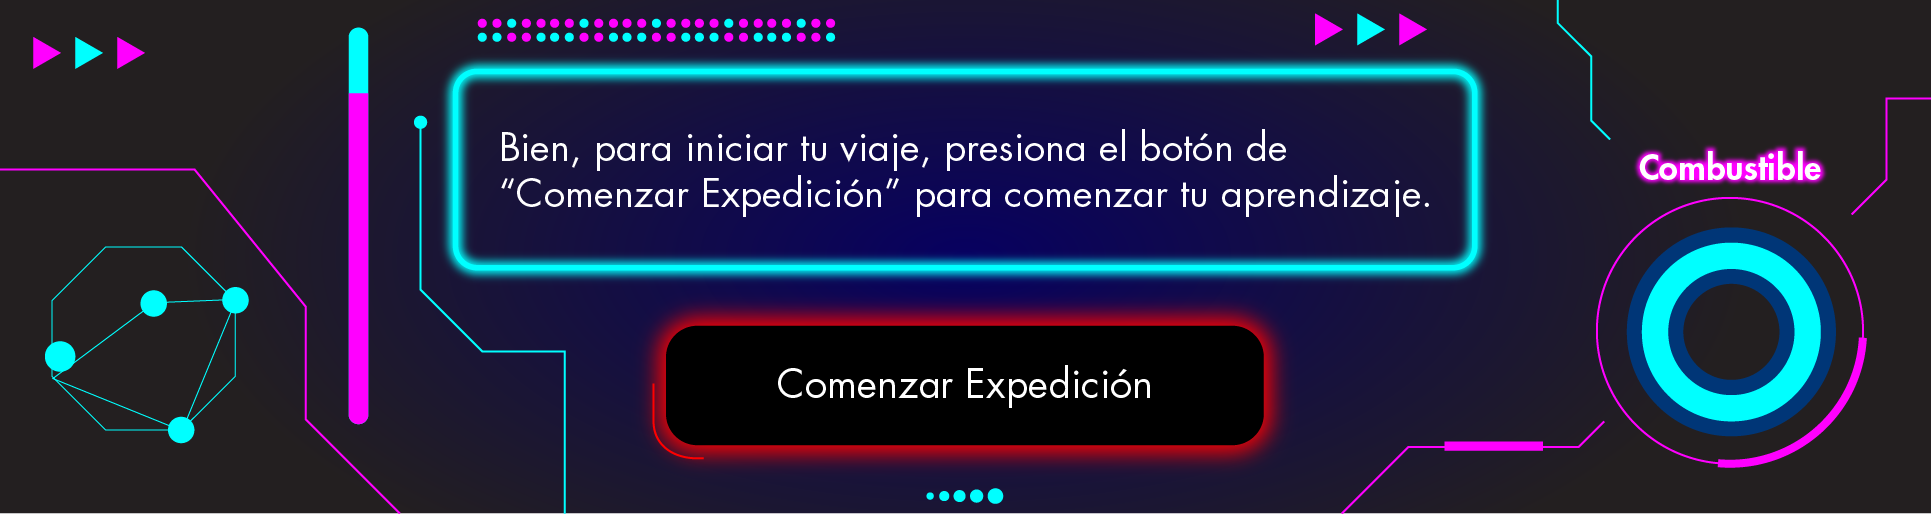 Bien, para iniciar tu viaje, presiona el botón de
“Comenzar Expedición” para comenzar tu aprendizaje.
Combustible
Comenzar Expedición